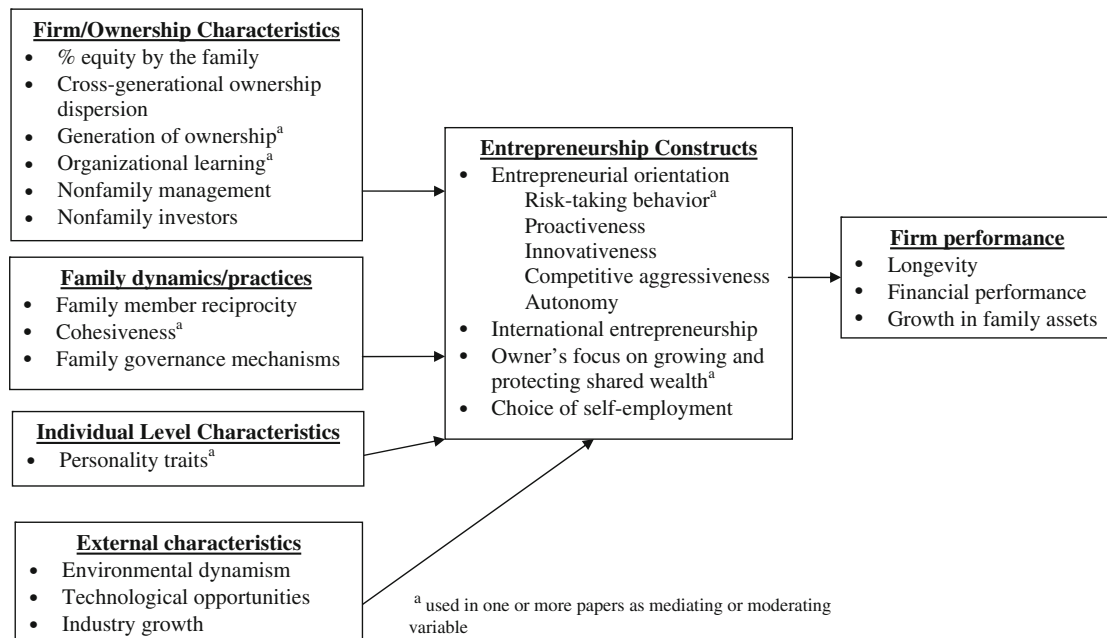 Firm/Ownership Characteristics
• % equity by the family
• Cross-generational ownership
dispersion
• Generation of ownership^a
• Organizational learning^a
• Nonfamily management
• Nonfamily investors
Family dynamics/practices
• Family member reciprocity
• Cohesiveness^a
• Family governance mechanisms
Individual Level Characteristics
• Personality traits^a
External characteristics
• Environmental dynamism
• Technological opportunities
• Industry growth
Entrepreneurship Constructs
• Entrepreneurial orientation
Risk-taking behavior^a
Proactiveness
Innovativeness
Competitive aggressiveness
Autonomy
• International entrepreneurship
• Owner's focus on growing and
protecting shared wealth^a
• Choice of self-employment
Firm performance
• Longevity
• Financial performance
• Growth in family assets
^a used in one or more papers as mediating or moderating
variable